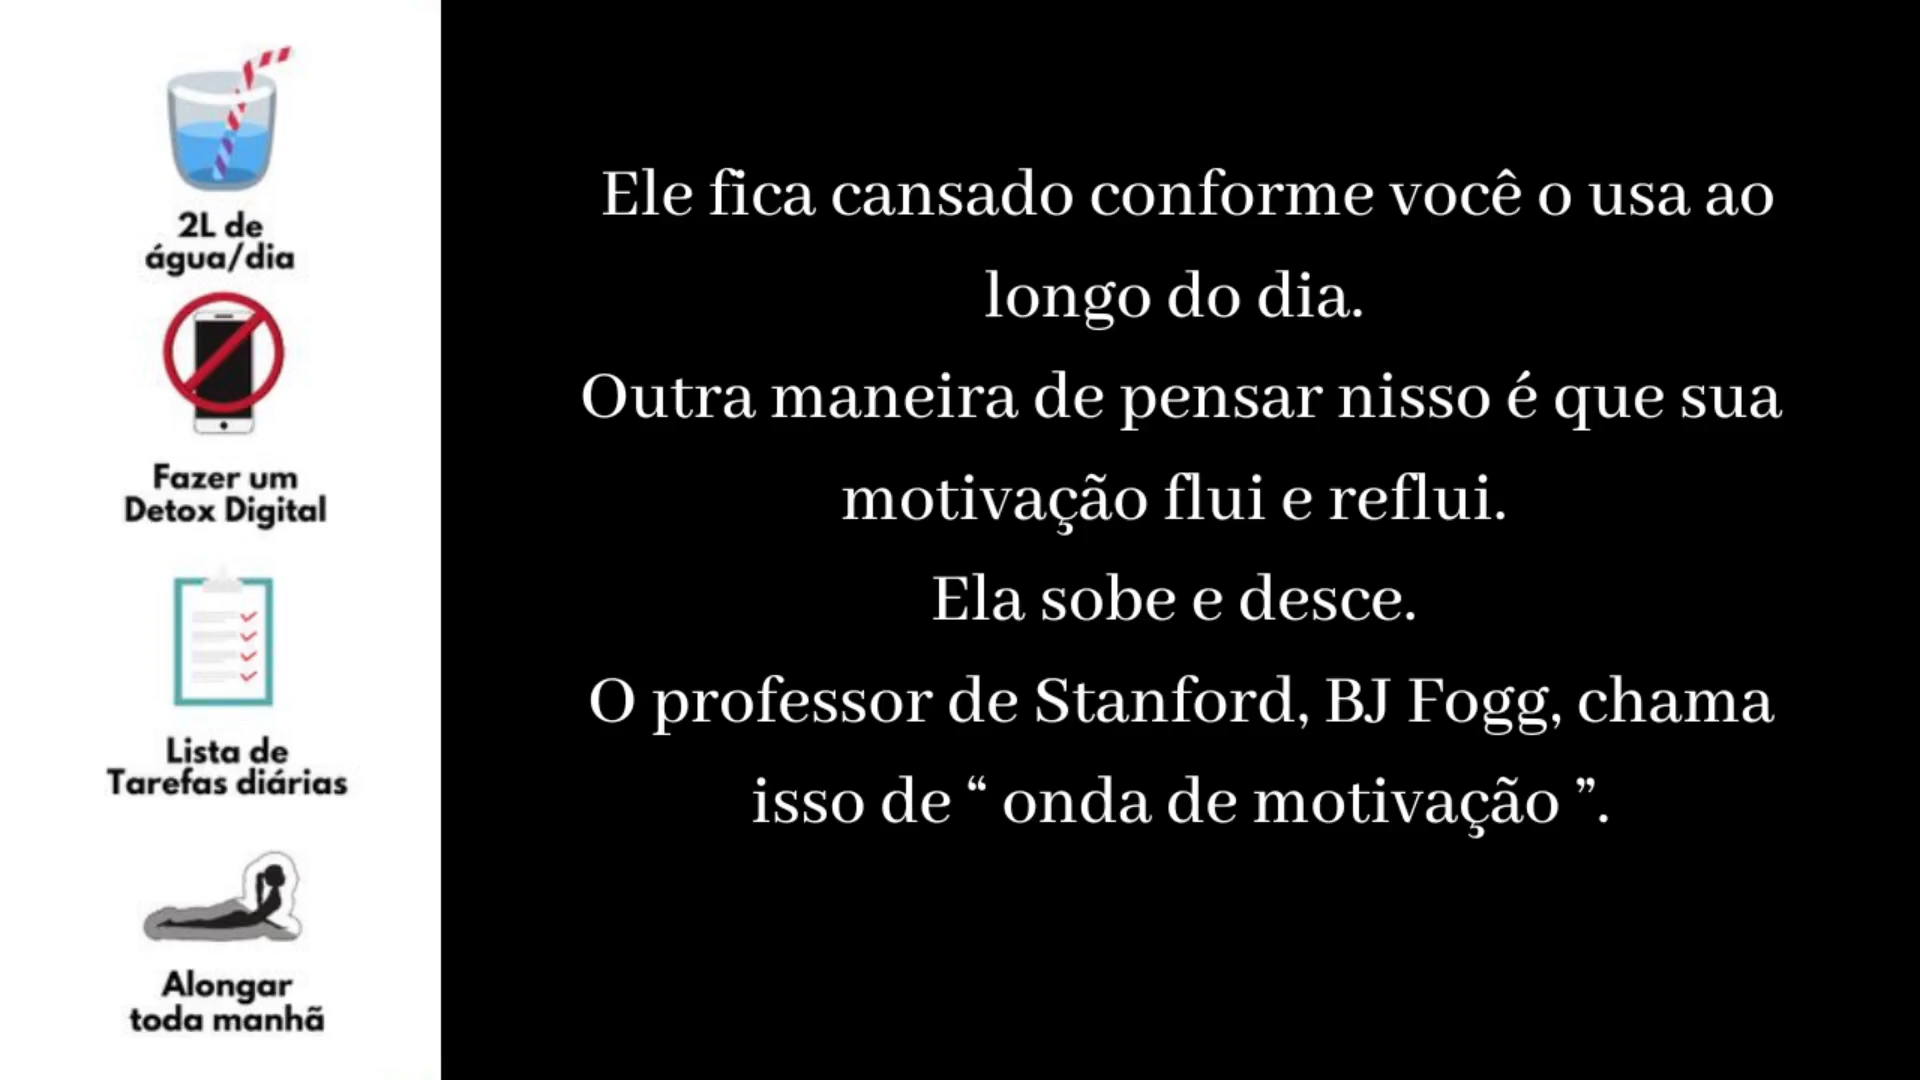 2L de
água/dia
Fazer um
Detox Digital
Lista de
Tarefas diárias
Alongar
toda manhã
Ele fica cansado conforme você o usa ao
longo do dia.
Outra maneira de pensar nisso é que sua
motivação flui e reflui.
Ela sobe e desce.
O professor de Stanford, BJ Fogg, chama
isso de “ onda de motivação ”.